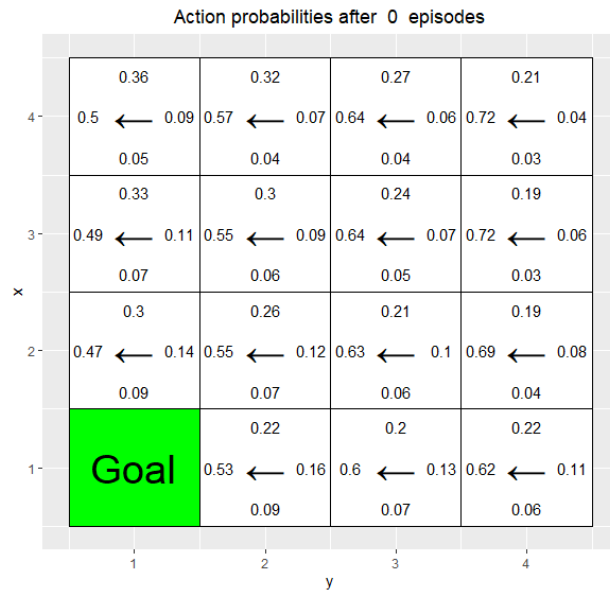 Action probabilities after 0 episodes
0.36 0.32 0.27 0.21
4 0.5 ← 0.09 0.57 ← 0.07 0.64 ← 0.06 0.72 ← 0.04
0.05 0.04 0.04 0.03
0.33 0.3 0.24 0.19
3 0.49 ← 0.11 0.55 ← 0.09 0.64 ← 0.07 0.72 ← 0.06
0.07 0.06 0.05 0.03
x
0.3 0.26 0.21 0.19
2 0.47 ← 0.14 0.55 ← 0.12 0.63 ← 0.1 0.69 ← 0.08
0.09 0.07 0.06 0.04
0.22 0.2 0.22
1 Goal 0.53 ← 0.16 0.6 ← 0.13 0.62 ← 0.11
0.09 0.07 0.06
1 2 3 4
y